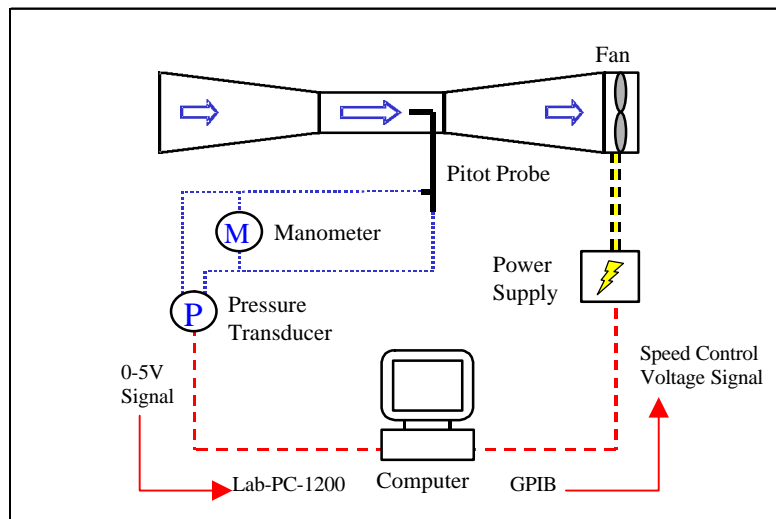 Fan
Pitot Probe
M
Manometer
Power
Supply
P
Pressure
Transducer
Speed Control
Voltage Signal
0-5V
Signal
Lab-PC-1200
Computer
GPIB